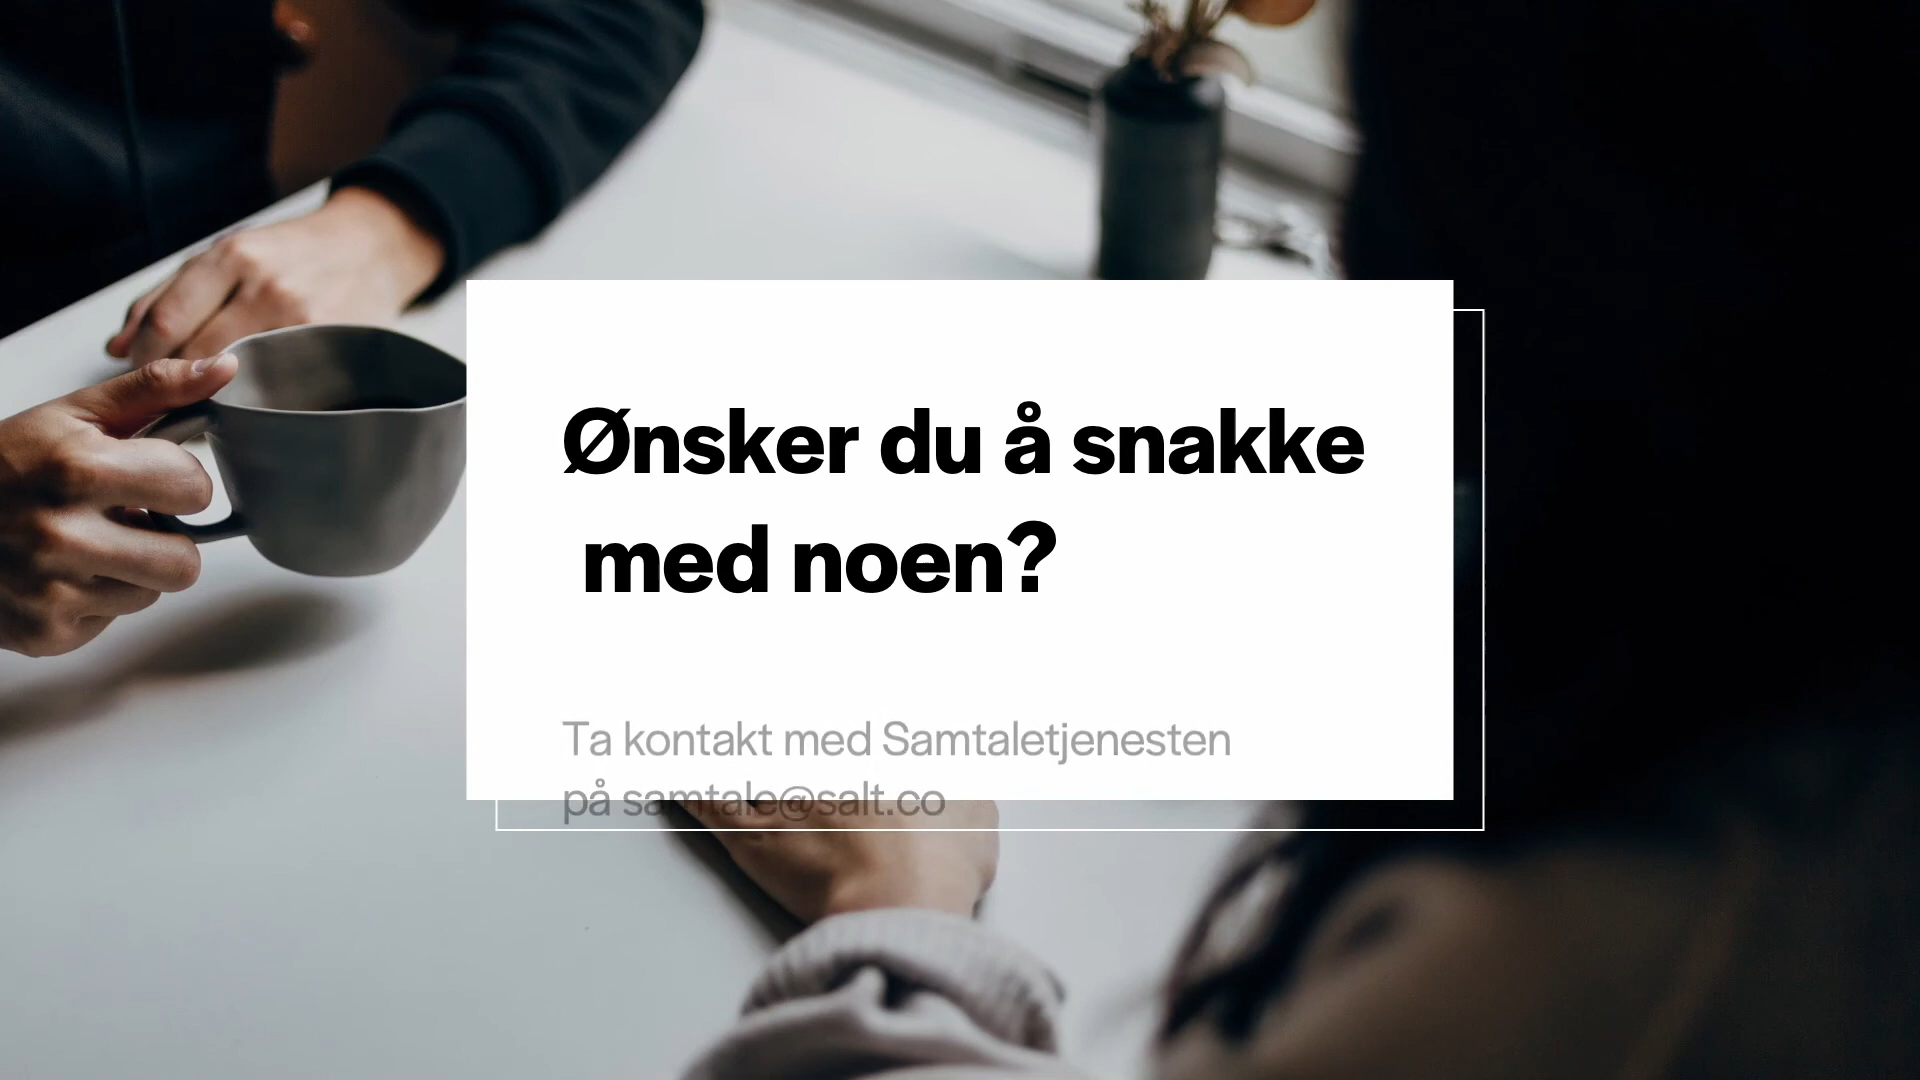 Ønsker du å snakke
med noen?
Ta kontakt med Samtaletjenesten
på samtale@salt.co